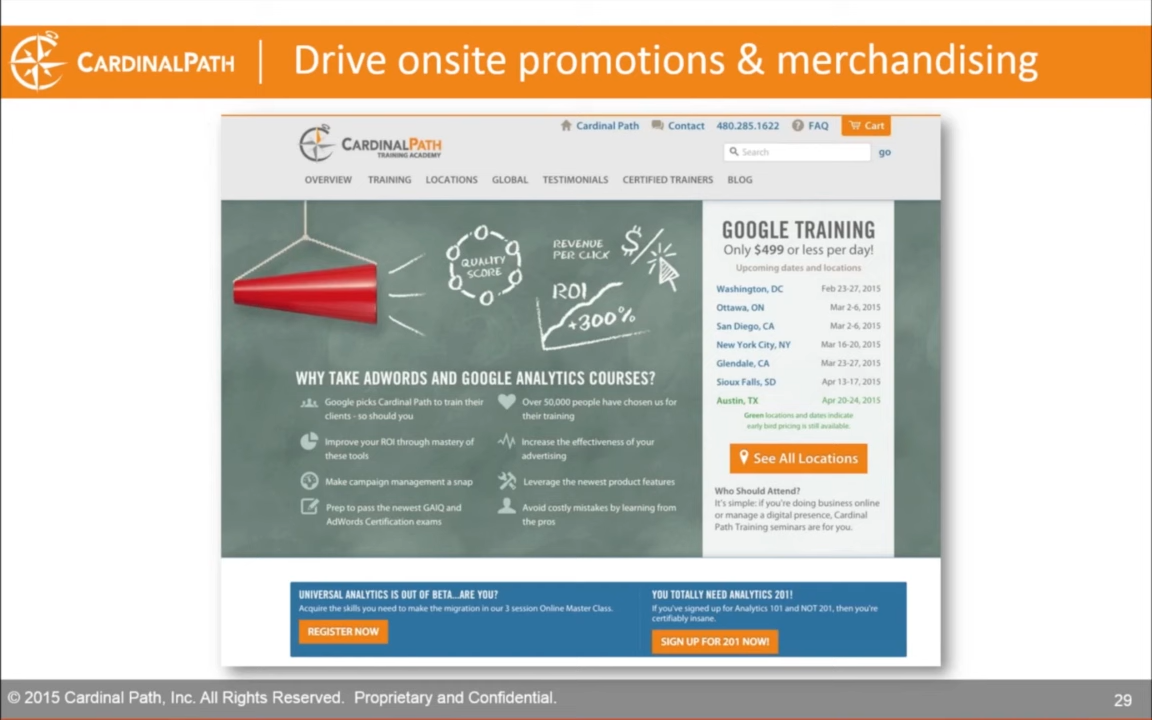 CARDINALPATH
Drive onsite promotions & merchandising
Cardinal Path
Contact
480.285.1622
FAQ
Cart
CARDINALPATH
TRAINING ACADEMY
Search
go
OVERVIEW TRAINING LOCATIONS GLOBAL TESTIMONIALS CERTIFIED TRAINERS BLOG
QUALITY
SCORE
REVENUE
PER CLICK
$/
ROI
+300%
WHY TAKE ADWORDS AND GOOGLE ANALYTICS COURSES?
Google picks Cardinal Path to train their
clients - so should you
Over 50,000 people have chosen us for
their training
Improve your ROI through mastery of
these tools
Increase the effectiveness of your
advertising
Make campaign management a snap
Leverage the newest product features
Prep to pass the newest GAIQ and
AdWords Certification exams
Avoid costly mistakes by learning from
the pros
GOOGLE TRAINING
Only $499 or less per day!
Upcoming dates and locations
Washington, DC Feb 23-27, 2015
Ottawa, ON Mar 2-6, 2015
San Diego, CA Mar 2-6, 2015
New York City, NY Mar 16-20, 2015
Glendale, CA Mar 23-27, 2015
Sioux Falls, SD Apr 13-17, 2015
Austin, TX Apr 20-24, 2015
Green locations and dates indicate
early bird pricing is still available.
See All Locations
Who Should Attend?
It's simple: if you're doing business online
or manage a digital presence, Cardinal
Path Training seminars are for you.
UNIVERSAL ANALYTICS IS OUT OF BETA...ARE YOU?
Acquire the skills you need to make the migration in our 3 session Online Master Class.
REGISTER NOW
YOU TOTALLY NEED ANALYTICS 201!
If you've signed up for Analytics 101 and NOT 201, then you're
certifiably insane.
SIGN UP FOR 201 NOW!
© 2015 Cardinal Path, Inc. All Rights Reserved. Proprietary and Confidential.
29